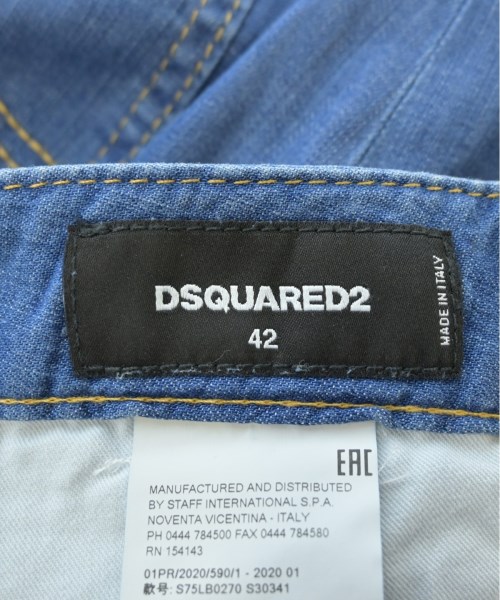 DSQUARED2
42
MADE IN ITALY
EAC
MANUFACTURED AND DISTRIBUTED
BY STAFF INTERNATIONAL S.P.A.
NOVENTA VICENTINA - ITALY
PH 0444 784500 FAX 0444 784580
RN 154143
01PR/2020/590/1 - 2020 01
款号: S75LB0270 S30341